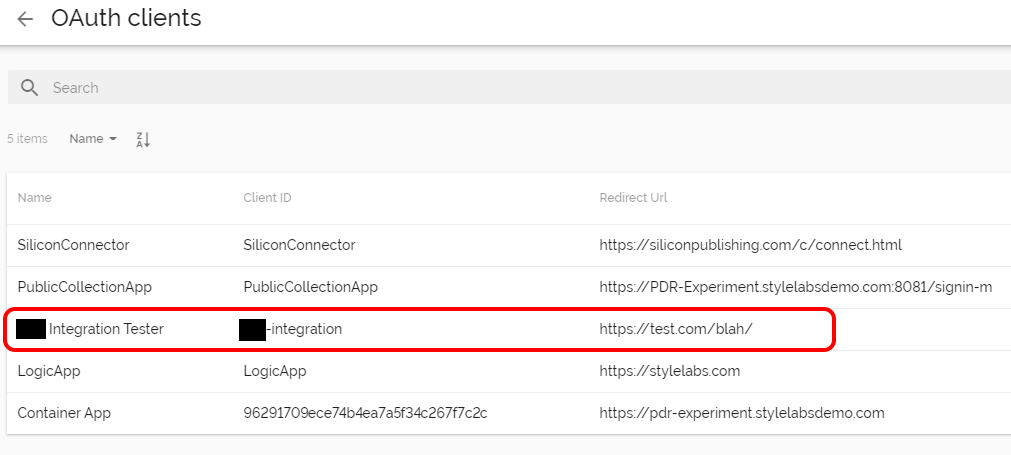 OAuth clients
Search
5 items Name
Name Client ID Redirect Url
SiliconConnector SiliconConnector https://siliconpublishing.com/c/connect.html
PublicCollectionApp PublicCollectionApp https://PDR-Experiment.stylelabsdemo.com:8081/signin-m
Integration Tester -integration https://test.com/blah/
LogicApp LogicApp https://stylelabs.com
Container App 96291709ece74b4ea7a5f34c267f7c2c https://pdr-experiment.stylelabsdemo.com